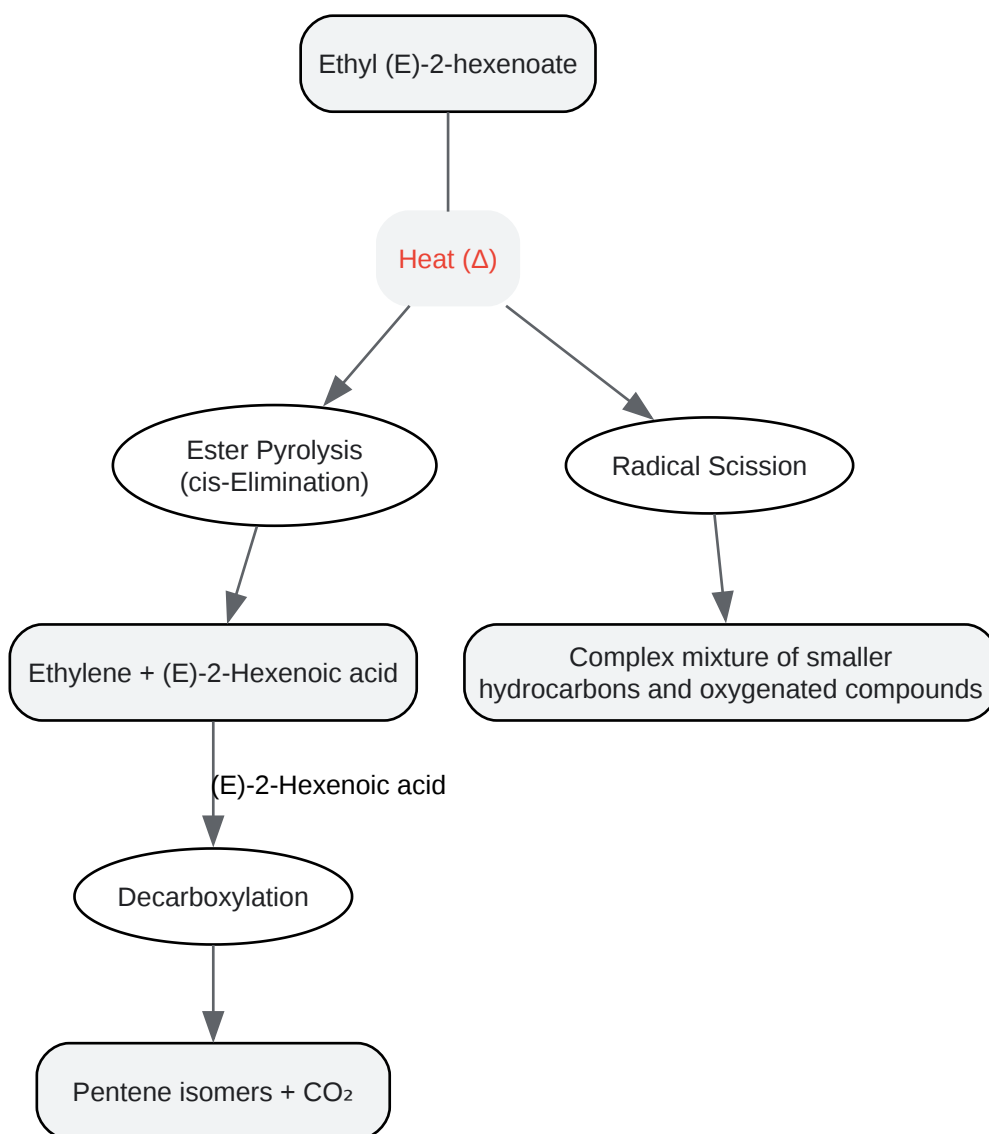 Ethyl (E)-2-hexenoate
Heat (Δ)
Ester Pyrolysis
(cis-Elimination)
Radical Scission
Ethylene + (E)-2-Hexenoic acid
Complex mixture of smaller
hydrocarbons and oxygenated compounds
(E)-2-Hexenoic acid
Decarboxylation
Pentene isomers + CO₂